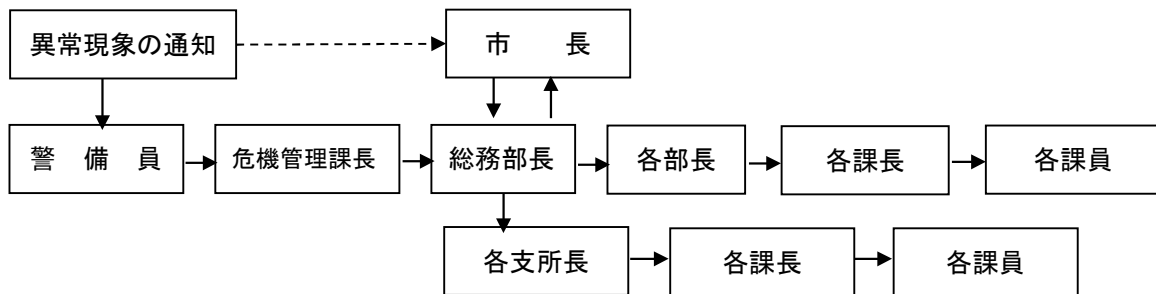 異常現象の通知
市　　長
警　備　員
危機管理課長
総務部長
各部長
各課長
各課員
各支所長
各課長
各課員